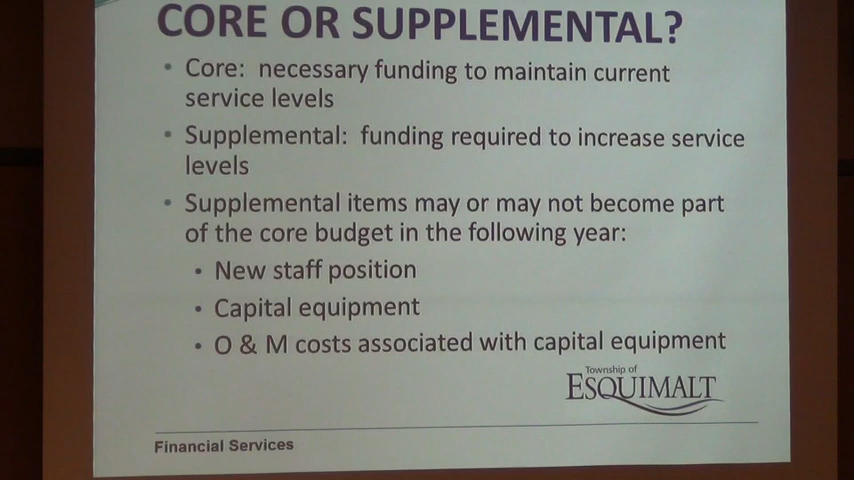 CORE OR SUPPLEMENTAL?
• Core: necessary funding to maintain current
service levels
• Supplemental: funding required to increase service
levels
• Supplemental items may or may not become part
of the core budget in the following year:
• New staff position
• Capital equipment
• O & M costs associated with capital equipment
Township of
ESQUIMALT
Financial Services